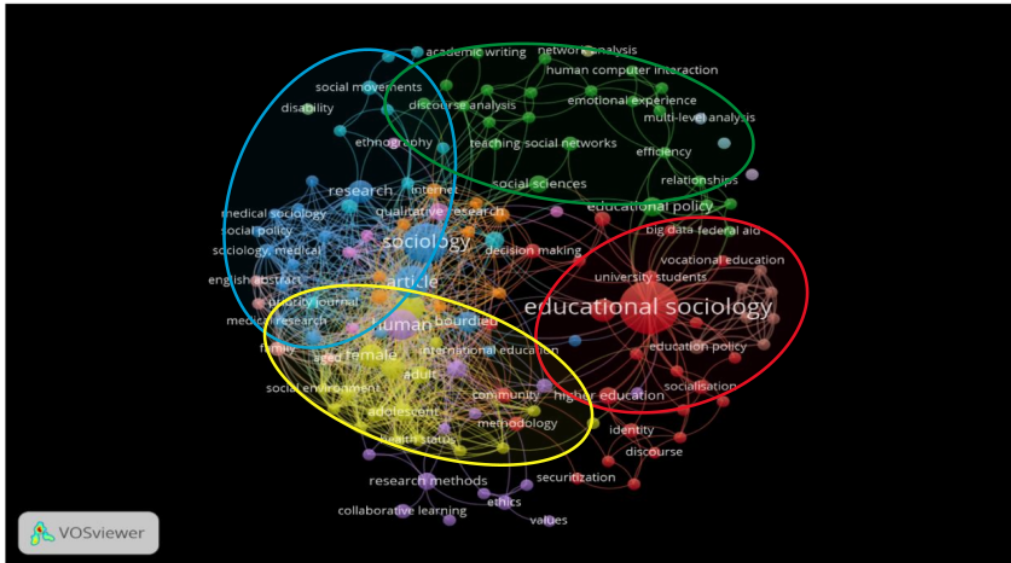 academic writing
network analysis
human computer interaction
social movements
emotional experience
disability
discourse analysis
multi-level analysis
ethnography
teaching
social networks
efficiency
relationships
social sciences
research
internet
educational policy
medical sociology
qualitative research
big data
federal aid
social policy
sociology
decision making
sociology, medical
vocational education
university students
english abstract
article
priority journal
educational sociology
medical research
human
bourdieu
family
aged
female
international education
education policy
adult
social environment
socialisation
community
higher education
adolescent
methodology
identity
health status
discourse
research methods
securitization
ethics
collaborative learning
values
VOSviewer